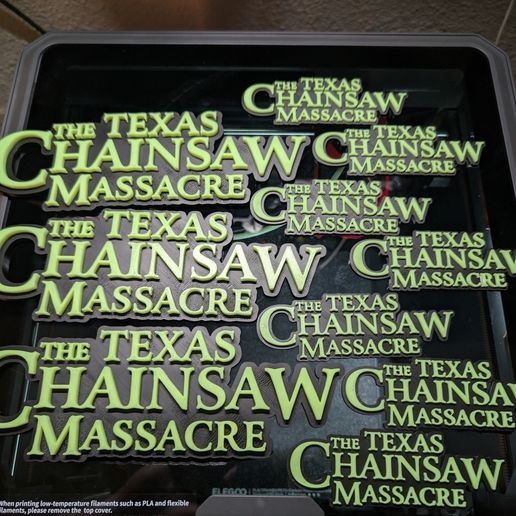 THE TEXAS
CHAINSAW
MASSACRE
THE TEXAS
CHAINSAW
MASSACRE
THE TEXAS
CHAINSAW
MASSACRE
THE TEXAS
CHAINSAW
MASSACRE
THE TEXAS
CHAINSAW
MASSACRE
THE TEXAS
CHAINSAW
MASSACRE
THE TEXAS
CHAINSAW
MASSACRE
THE TEXAS
CHAINSAW
MASSACRE
THE TEXAS
CHAINSAW
MASSACRE
THE TEXAS
CHAINSAW
MASSACRE
When printing low-temperature filaments such as PLA and flexible
filaments, please remove the top cover.
ELEGOO